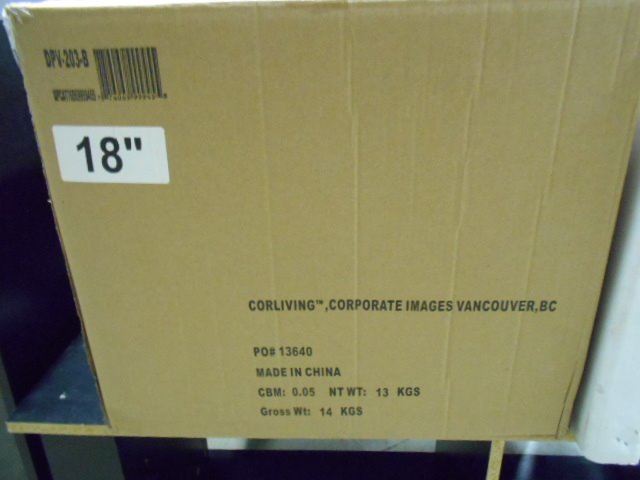 DPV-203-B
18"
CORLIVING™,CORPORATE IMAGES VANCOUVER,BC
PO# 13640
MADE IN CHINA
CBM: 0.05 NT WT: 13 KGS
Gross Wt: 14 KGS